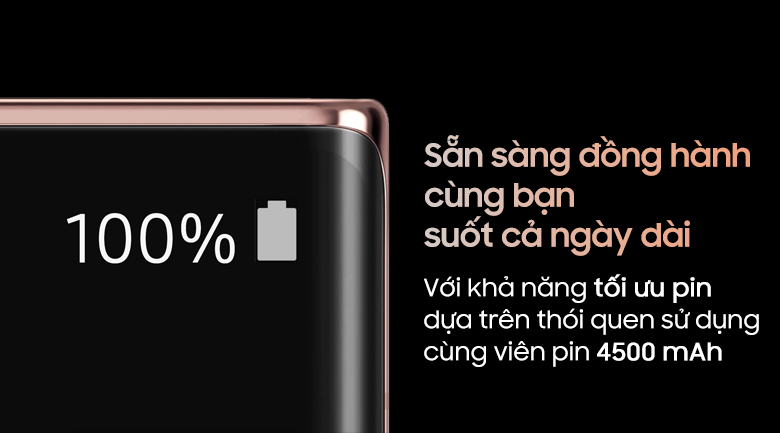 100%
Sẵn sàng đồng hành
cùng bạn
suốt cả ngày dài
Với khả năng tối ưu pin
dựa trên thói quen sử dụng
cùng viên pin 4500 mAh